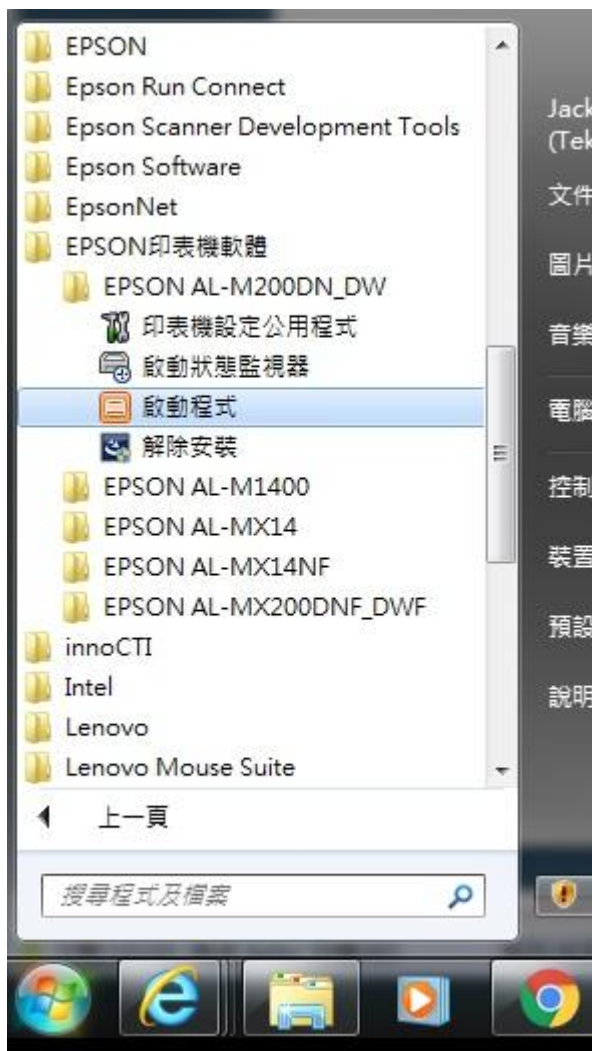 EPSON
Epson Run Connect
Epson Scanner Development Tools
Epson Software
EpsonNet
EPSON印表機軟體
EPSON AL-M200DN_DW
印表機設定公用程式
啟動狀態監視器
啟動程式
解除安裝
EPSON AL-M1400
EPSON AL-MX14
EPSON AL-MX14NF
EPSON AL-MX200DNF_DWF
innoCTI
Intel
Lenovo
Lenovo Mouse Suite
上一頁
搜尋程式及檔案
Jack
(Tek
文件
圖片
音樂
電腦
控制
裝置
預設
說明